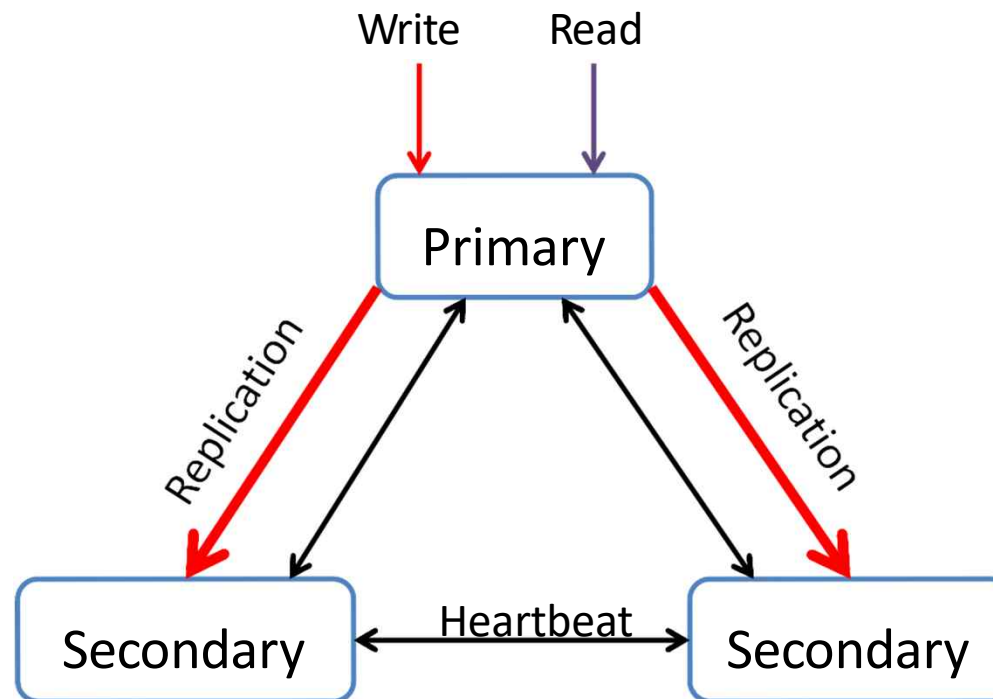 Write
Read
Primary
Replication
Replication
Heartbeat
Secondary
Secondary